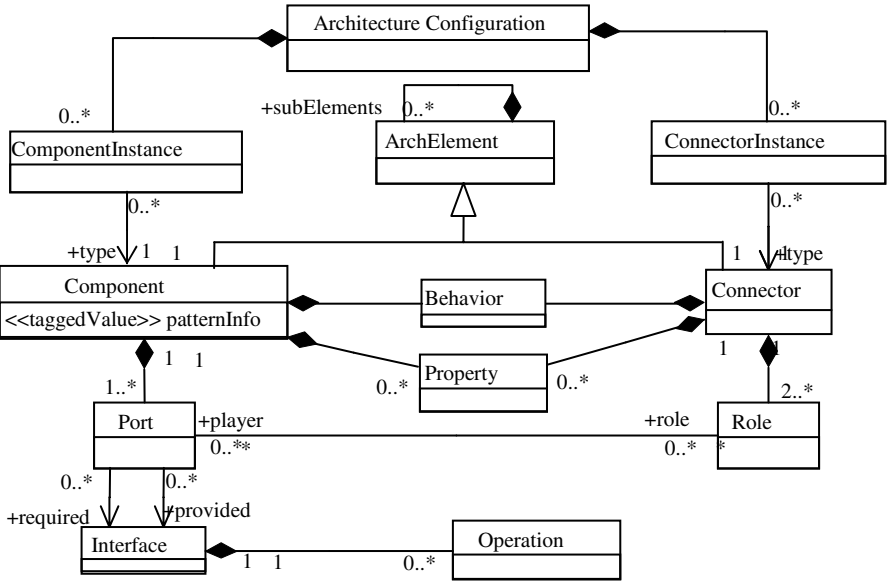 Architecture Configuration
0..*
+subElements
0..*
0..*
ComponentInstance
ArchElement
ConnectorInstance
0..*
0..*
+type
1
1
1
1
+type
Component
Behavior
Connector
<<taggedValue>> patternInfo
1
1
Property
1
1
0..*
0..*
1..*
2..*
Port
+player
+role
Role
0..**
0..*
*
0..*
0..*
+required
+provided
Interface
Operation
1
1
0..*